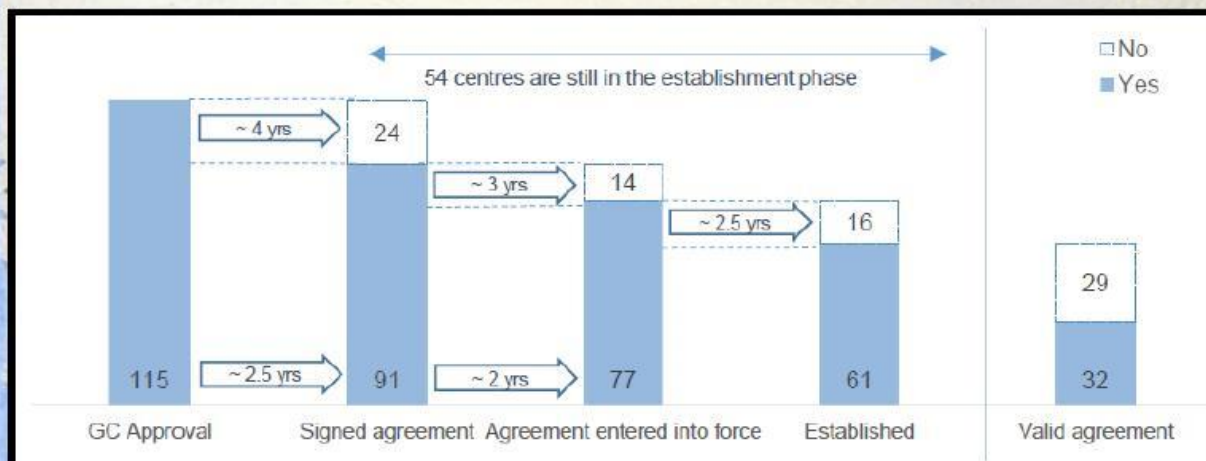 No
Yes
54 centres are still in the establishment phase
~ 4 yrs
24
~ 3 yrs
14
~ 2.5 yrs
16
29
115
~ 2.5 yrs
91
~ 2 yrs
77
61
32
GC Approval
Signed agreement
Agreement entered into force
Established
Valid agreement